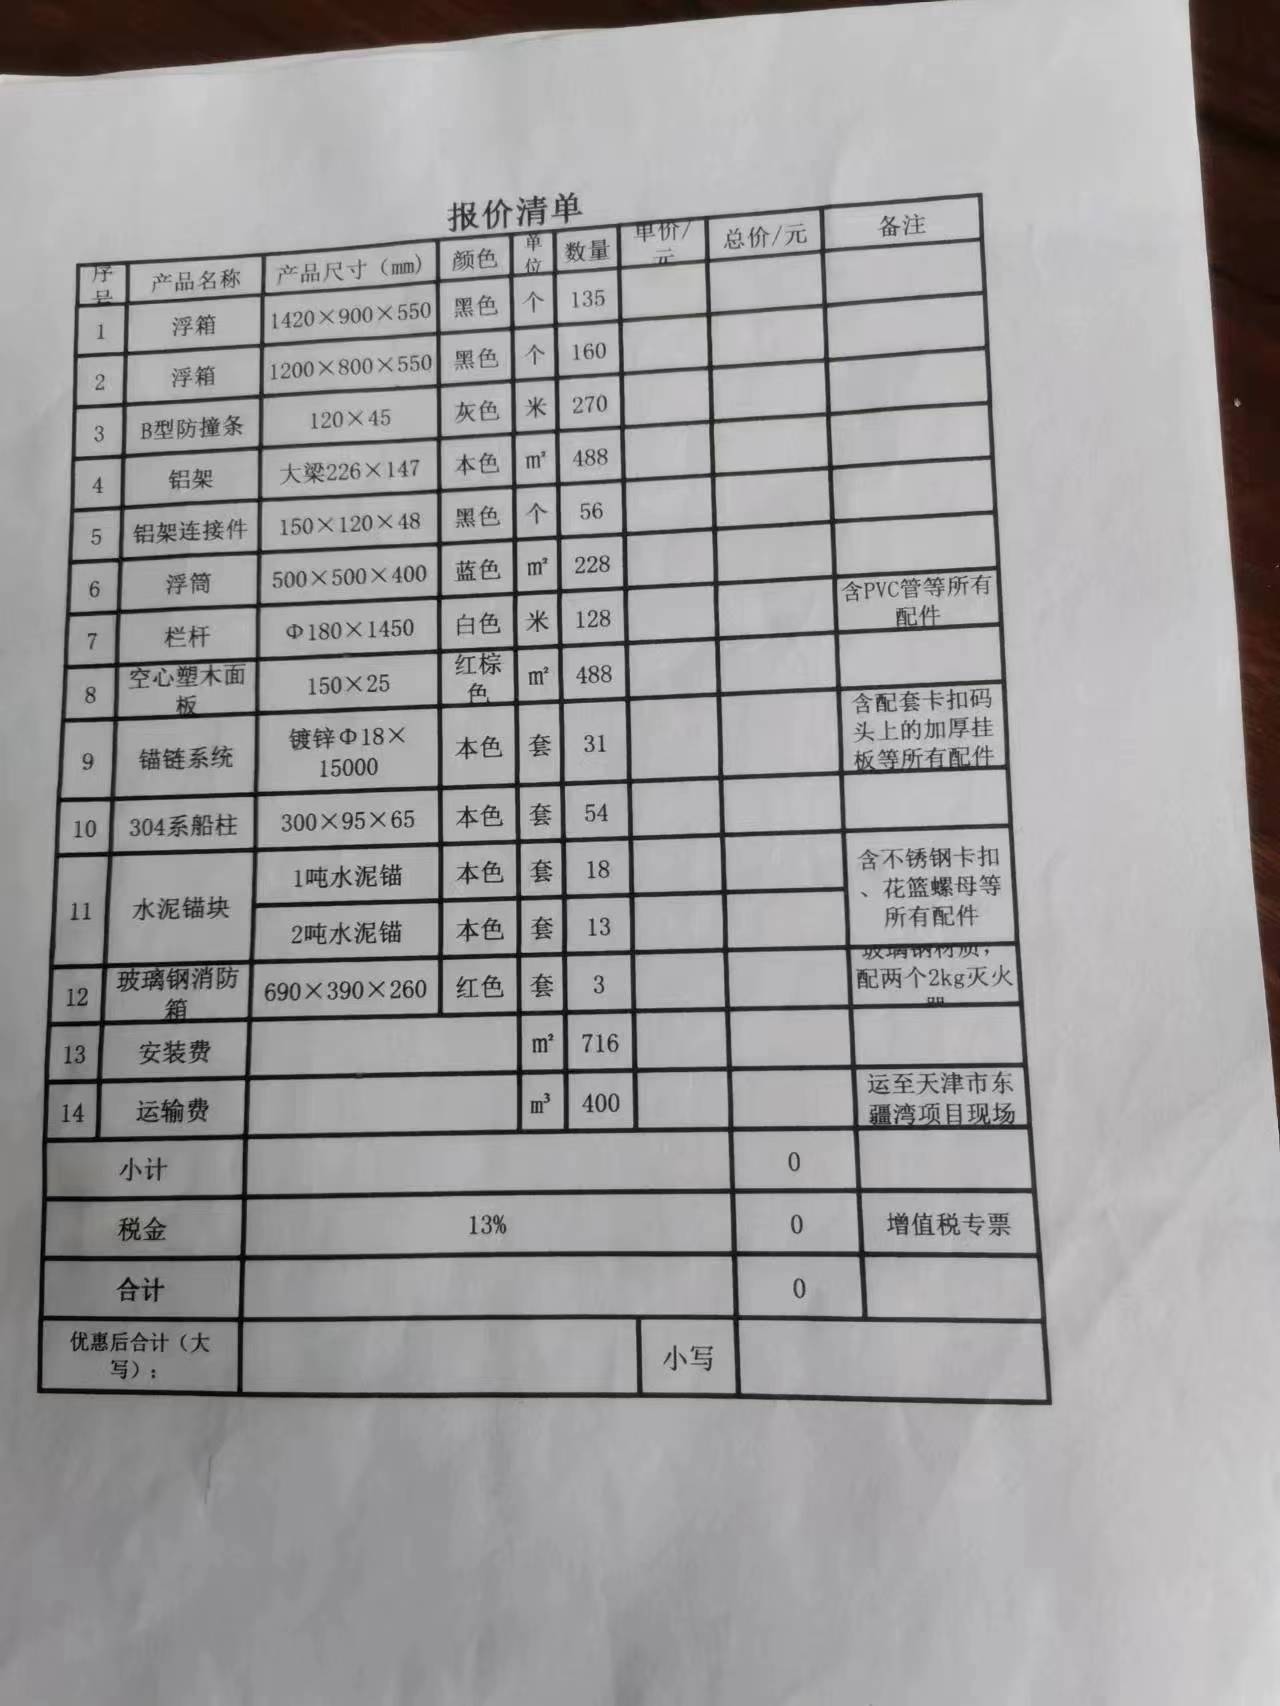 报价清单
序号 产品名称 产品尺寸（mm） 颜色 单位 数量 单价/元 总价/元 备注
1 浮箱 1420×900×550 黑色 个 135
2 浮箱 1200×800×550 黑色 个 160
3 B型防撞条 120×45 灰色 米 270
4 铝架 大梁226×147 本色 m² 488
5 铝架连接件 150×120×48 黑色 个 56
6 浮筒 500×500×400 蓝色 m² 228
7 栏杆 Φ180×1450 白色 米 128 含PVC管等所有配件
8 空心塑木面板 150×25 红棕色 m² 488
9 锚链系统 镀锌Φ18×15000 本色 套 31 含配套卡扣码头上的加厚挂板等所有配件
10 304系船柱 300×95×65 本色 套 54
11 水泥锚块 1吨水泥锚 本色 套 18 含不锈钢卡扣、花篮螺母等所有配件
2吨水泥锚 本色 套 13
12 玻璃钢消防箱 690×390×260 红色 套 3 玻璃钢材质，配两个2kg灭火器
13 安装费 m² 716
14 运输费 m³ 400 运至天津市东疆湾项目现场
小计 0
税金 13% 0 增值税专票
合计 0
优惠后合计（大写）： 小写